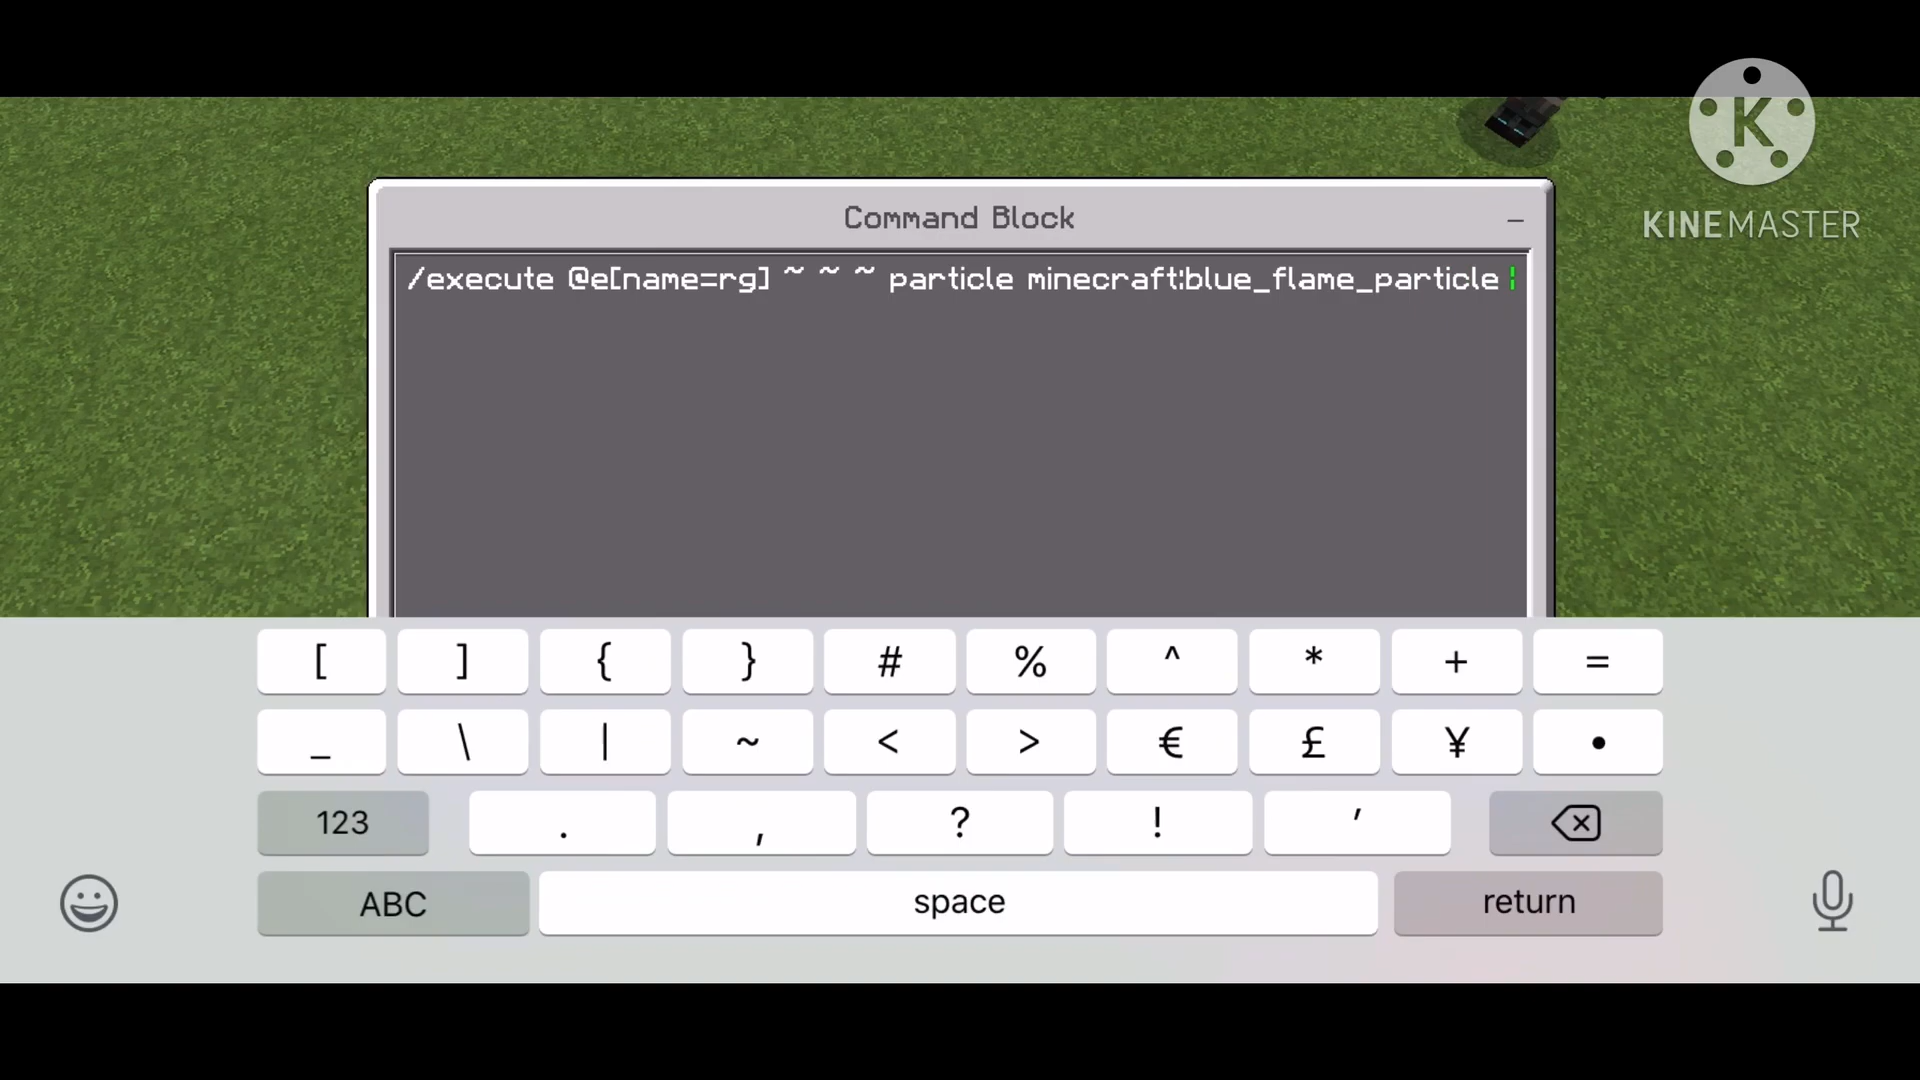 K
KINEMASTER
Command Block
/execute @e[name=rg] ~ ~ ~ particle minecraft:blue_flame_particle
[ ] { } # % ^ * + =
_ \ | ~ < > € £ ¥ •
123 . , ? ! ′
ABC space return